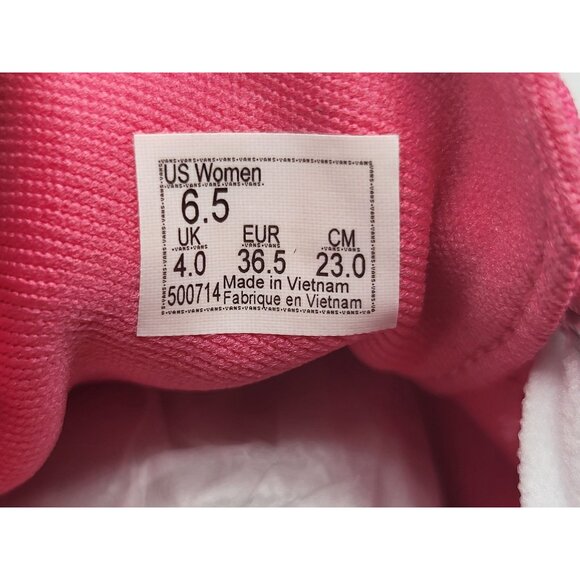 US Women
6.5
UK EUR CM
4.0 36.5 23.0
500714 Made in Vietnam
Fabrique en Vietnam